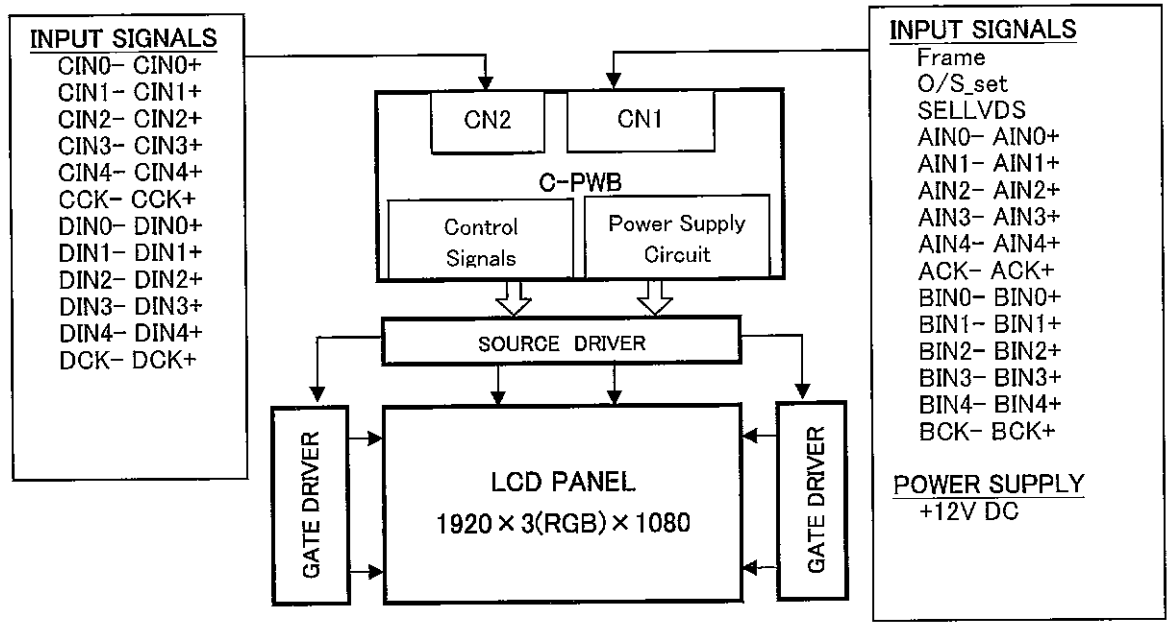 INPUT SIGNALS
CIN0- CIN0+
CIN1- CIN1+
CIN2- CIN2+
CIN3- CIN3+
CIN4- CIN4+
CCK- CCK+
DIN0- DIN0+
DIN1- DIN1+
DIN2- DIN2+
DIN3- DIN3+
DIN4- DIN4+
DCK- DCK+
CN2
CN1
C-PWB
Control
Signals
Power Supply
Circuit
SOURCE DRIVER
GATE DRIVER
LCD PANEL
1920×3(RGB)×1080
GATE DRIVER
INPUT SIGNALS
Frame
O/S_set
SELLVDS
AIN0- AIN0+
AIN1- AIN1+
AIN2- AIN2+
AIN3- AIN3+
AIN4- AIN4+
ACK- ACK+
BIN0- BIN0+
BIN1- BIN1+
BIN2- BIN2+
BIN3- BIN3+
BIN4- BIN4+
BCK- BCK+
POWER SUPPLY
+12V DC